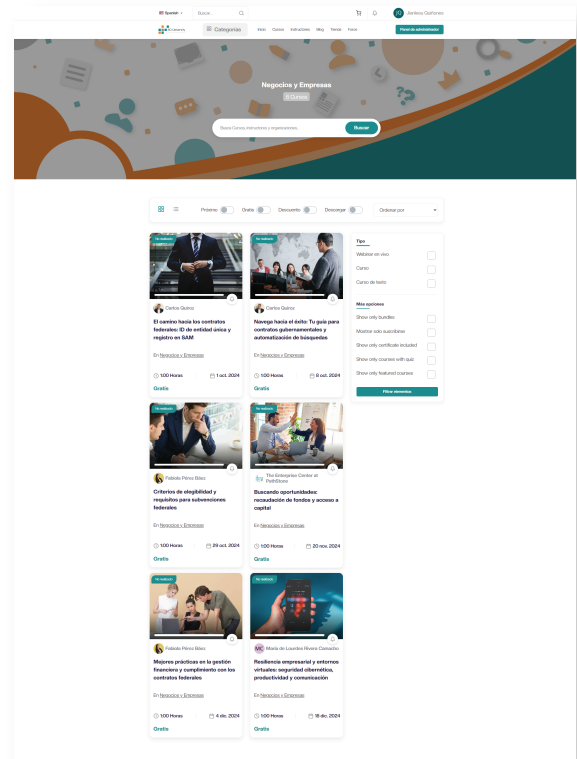 Spanish
Buscar...
JQ
Janitssa Quiñones
Categorías
Inicio
Cursos
Instructores
Blog
Tienda
Foros
Panel de administrador
Negocios y Empresas
6 Cursos
Busca Cursos, instructores y organizaciones.
Buscar
Próximo
Gratis
Descuento
Descargar
Ordenar por
No realizado
Carlos Quiroz
El camino hacia los contratos
federales: ID de entidad única y
registro en SAM
En Negocios y Empresas
1:00 Horas
1 oct. 2024
Gratis
No realizado
Carlos Quiroz
Navega hacia el éxito: Tu guía para
contratos gubernamentales y
automatización de búsquedas
En Negocios y Empresas
1:00 Horas
8 oct. 2024
Gratis
Tipo
Webinar en vivo
Curso
Curso de texto
Más opciones
Show only bundles
Mostrar solo suscribirse
Show only certificate included
Show only courses with quiz
Show only featured courses
Filtrar elementos
No realizado
Fabiola Pérez Báez
Criterios de elegibilidad y
requisitos para subvenciones
federales
En Negocios y Empresas
1:00 Horas
29 oct. 2024
Gratis
No realizado
The Enterprise Center at
PathStone
Buscando oportunidades:
recaudación de fondos y acceso a
capital
En Negocios y Empresas
1:00 Horas
20 nov. 2024
Gratis
No realizado
Fabiola Pérez Báez
Mejores prácticas en la gestión
financiera y cumplimiento con los
contratos federales
En Negocios y Empresas
1:00 Horas
4 dic. 2024
Gratis
No realizado
MC
María de Lourdes Rivera Camacho
Resiliencia empresarial y entornos
virtuales: seguridad cibernética,
productividad y comunicación
En Negocios y Empresas
1:00 Horas
18 dic. 2024
Gratis